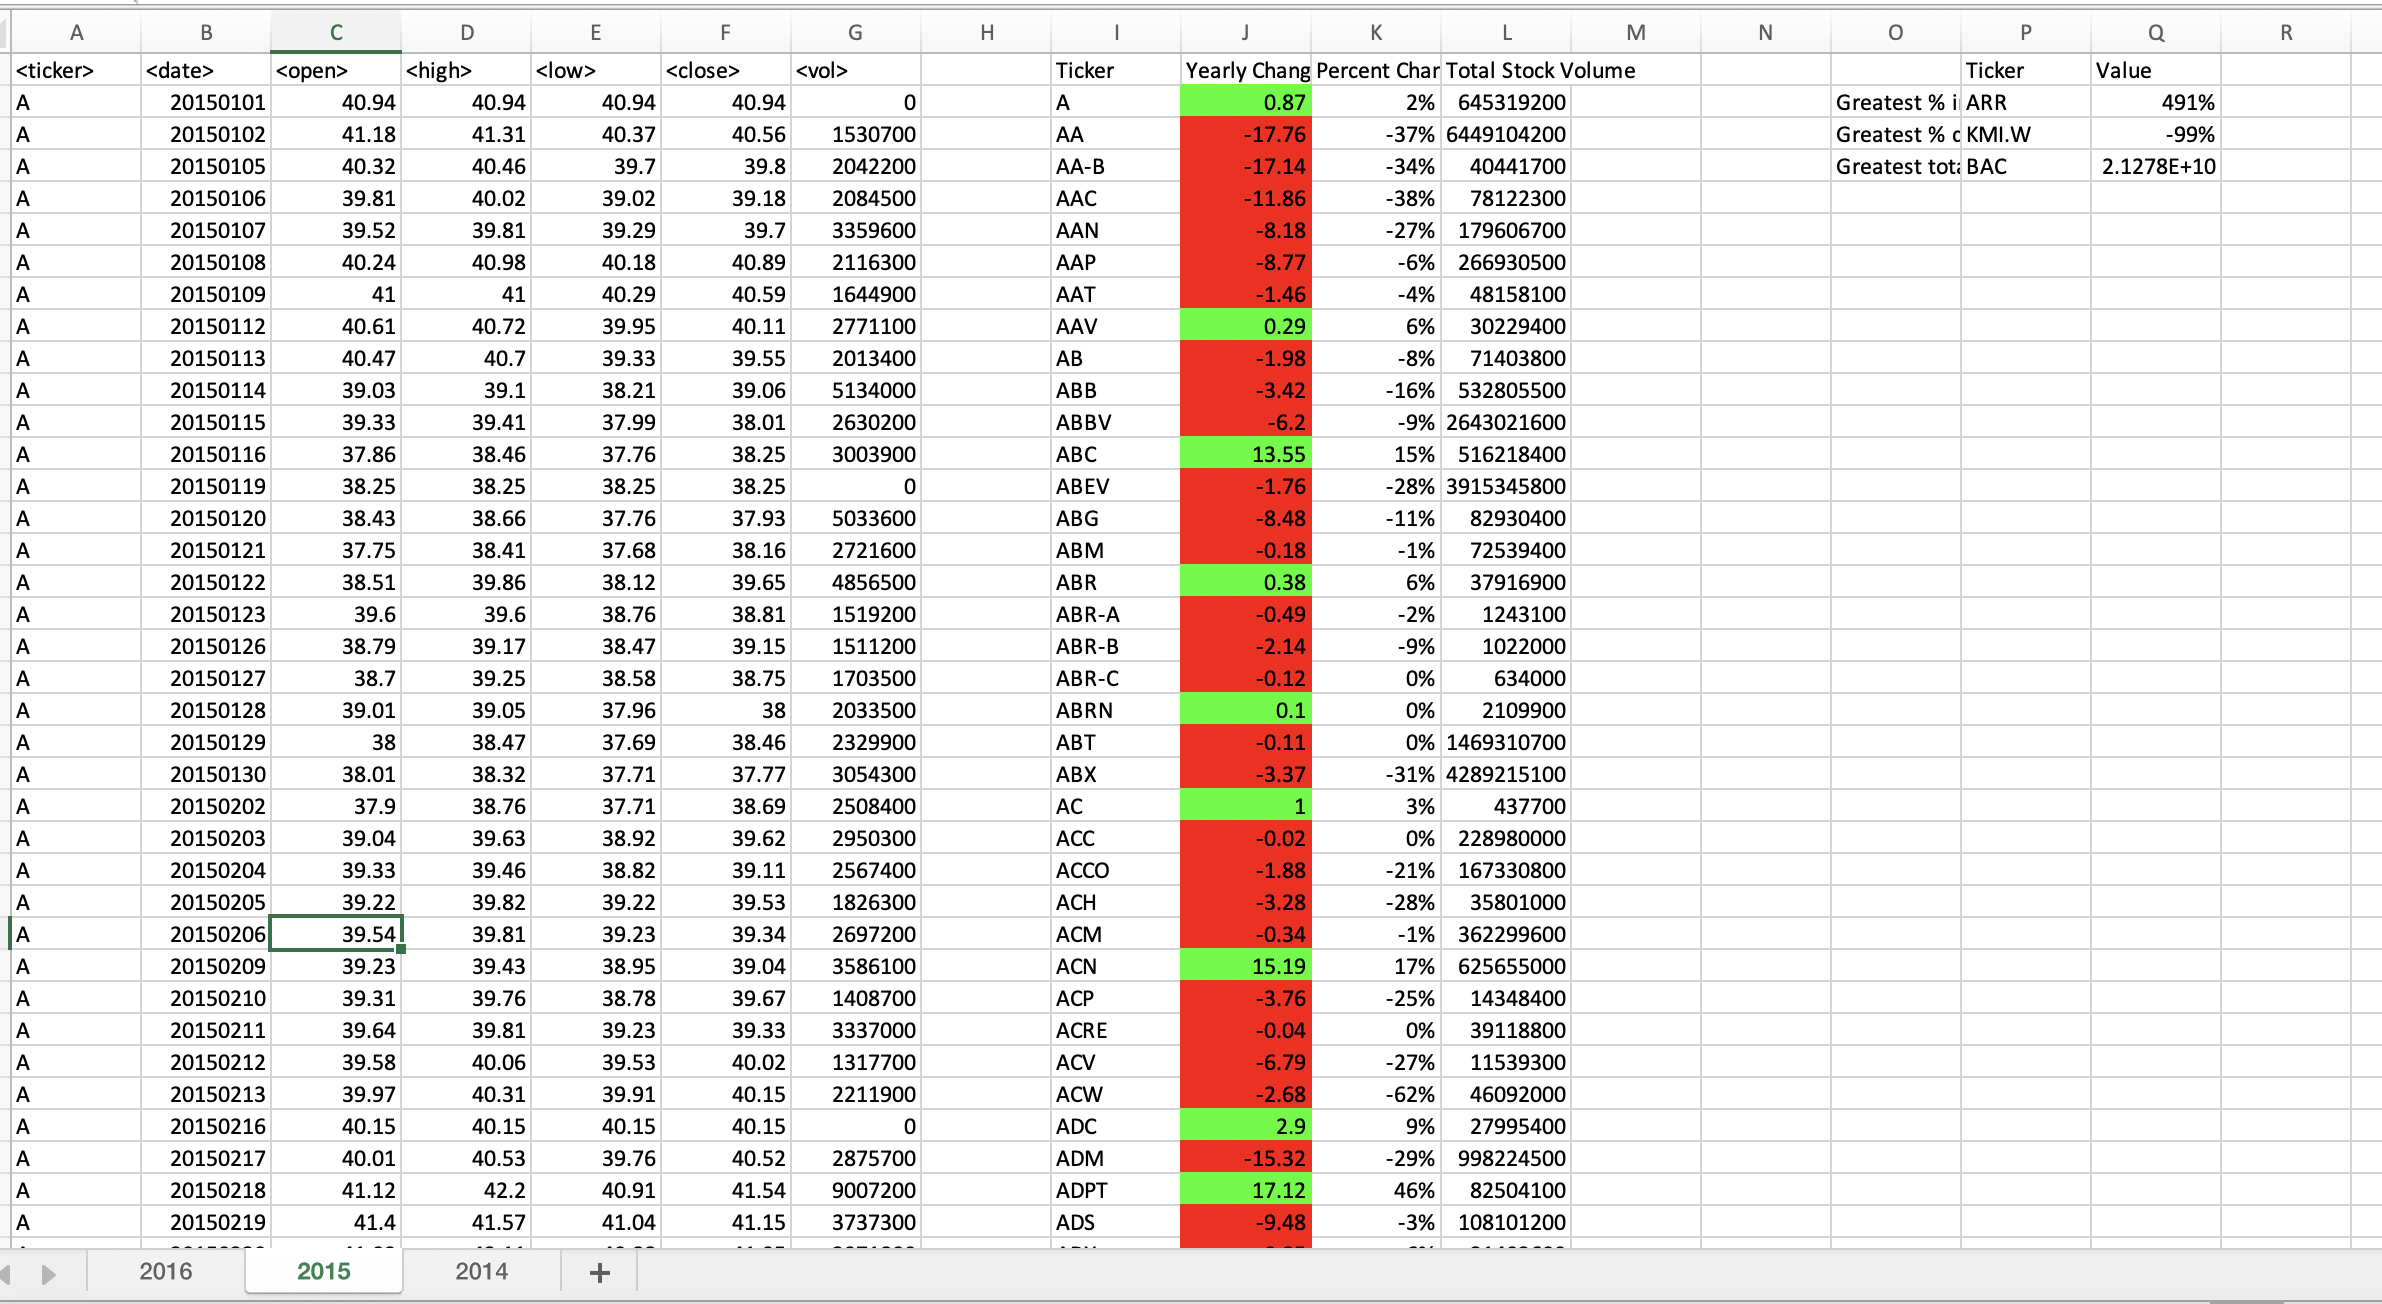 A B C D E F G H I J K L M N O P Q R
<ticker> <date> <open> <high> <low> <close> <vol> Ticker Yearly Chang Percent Char Total Stock Volume Ticker Value
A 20150101 40.94 40.94 40.94 40.94 0 A 0.87 2% 645319200 Greatest % i ARR 491%
A 20150102 41.18 41.31 40.37 40.56 1530700 AA -17.76 -37% 6449104200 Greatest % d KMI.W -99%
A 20150105 40.32 40.46 39.7 39.8 2042200 AA-B -17.14 -34% 40441700 Greatest tota BAC 2.1278E+10
A 20150106 39.81 40.02 39.02 39.18 2084500 AAC -11.86 -38% 78122300
A 20150107 39.52 39.81 39.29 39.7 3359600 AAN -8.18 -27% 179606700
A 20150108 40.24 40.98 40.18 40.89 2116300 AAP -8.77 -6% 266930500
A 20150109 41 41 40.29 40.59 1644900 AAT -1.46 -4% 48158100
A 20150112 40.61 40.72 39.95 40.11 2771100 AAV 0.29 6% 30229400
A 20150113 40.47 40.7 39.33 39.55 2013400 AB -1.98 -8% 71403800
A 20150114 39.03 39.1 38.21 39.06 5134000 ABB -3.42 -16% 532805500
A 20150115 39.33 39.41 37.99 38.01 2630200 ABBV -6.2 -9% 2643021600
A 20150116 37.86 38.46 37.76 38.25 3003900 ABC 13.55 15% 516218400
A 20150119 38.25 38.25 38.25 38.25 0 ABEV -1.76 -28% 3915345800
A 20150120 38.43 38.66 37.76 37.93 5033600 ABG -8.48 -11% 82930400
A 20150121 37.75 38.41 37.68 38.16 2721600 ABM -0.18 -1% 72539400
A 20150122 38.51 39.86 38.12 39.65 4856500 ABR 0.38 6% 37916900
A 20150123 39.6 39.6 38.76 38.81 1519200 ABR-A -0.49 -2% 1243100
A 20150126 38.79 39.17 38.47 39.15 1511200 ABR-B -2.14 -9% 1022000
A 20150127 38.7 39.25 38.58 38.75 1703500 ABR-C -0.12 0% 634000
A 20150128 39.01 39.05 37.96 38 2033500 ABRN 0.1 0% 2109900
A 20150129 38 38.47 37.69 38.46 2329900 ABT -0.11 0% 1469310700
A 20150130 38.01 38.32 37.71 37.77 3054300 ABX -3.37 -31% 4289215100
A 20150202 37.9 38.76 37.71 38.69 2508400 AC 1 3% 437700
A 20150203 39.04 39.63 38.92 39.62 2950300 ACC -0.02 0% 228980000
A 20150204 39.33 39.46 38.82 39.11 2567400 ACCO -1.88 -21% 167330800
A 20150205 39.22 39.82 39.22 39.53 1826300 ACH -3.28 -28% 35801000
A 20150206 39.54 39.81 39.23 39.34 2697200 ACM -0.34 -1% 362299600
A 20150209 39.23 39.43 38.95 39.04 3586100 ACN 15.19 17% 625655000
A 20150210 39.31 39.76 38.78 39.67 1408700 ACP -3.76 -25% 14348400
A 20150211 39.64 39.81 39.23 39.33 3337000 ACRE -0.04 0% 39118800
A 20150212 39.58 40.06 39.53 40.02 1317700 ACV -6.79 -27% 11539300
A 20150213 39.97 40.31 39.91 40.15 2211900 ACW -2.68 -62% 46092000
A 20150216 40.15 40.15 40.15 40.15 0 ADC 2.9 9% 27995400
A 20150217 40.01 40.53 39.76 40.52 2875700 ADM -15.32 -29% 998224500
A 20150218 41.12 42.2 40.91 41.54 9007200 ADPT 17.12 46% 82504100
A 20150219 41.4 41.57 41.04 41.15 3737300 ADS -9.48 -3% 108101200
2016 2015 2014 +